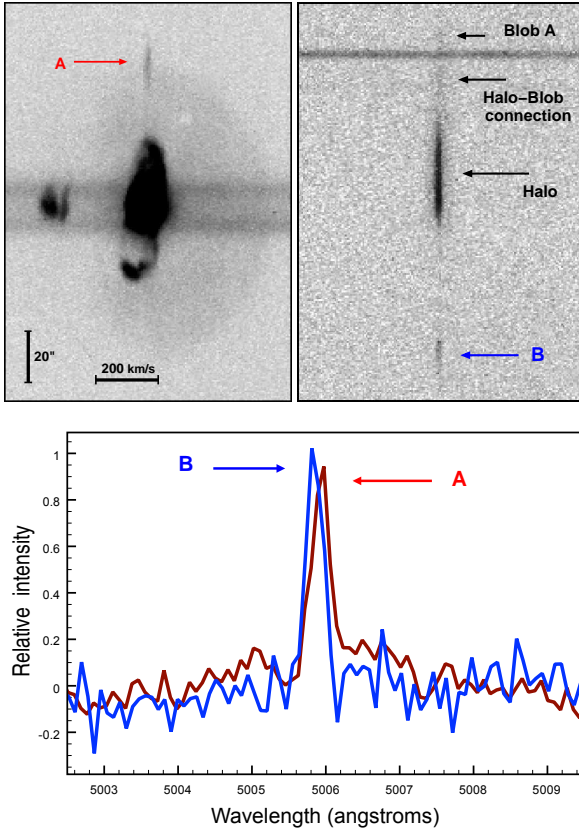 A
20"
200 km/s
Blob A
Halo−Blob
connection
Halo
B
Relative intensity
1
0.8
0.6
0.4
0.2
0
-0.2
B
A
5003
5004
5005
5006
5007
5008
5009
Wavelength (angstroms)